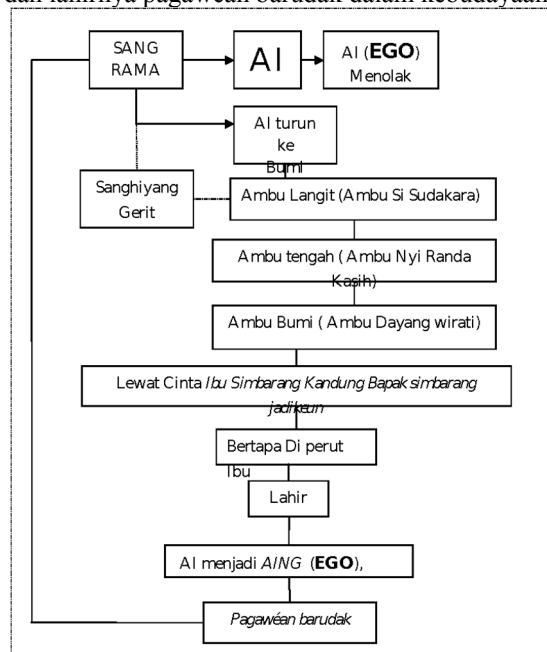 dan lahirnya pagawean barudak dalam kebudayaan
SANG
RAMA
AI
AI (EGO)
Menolak
AI turun
ke
Bumi
Sanghiyang
Gerit
Ambu Langit (Ambu Si Sudakara)
Ambu tengah ( Ambu Nyi Randa
Kasih)
Ambu Bumi ( Ambu Dayang wirati)
Lewat Cinta Ibu Simbarang Kandung Bapak simbarang
jadikeun
Bertapa Di perut
Ibu
Lahir
AI menjadi AING (EGO),
Pagawéan barudak